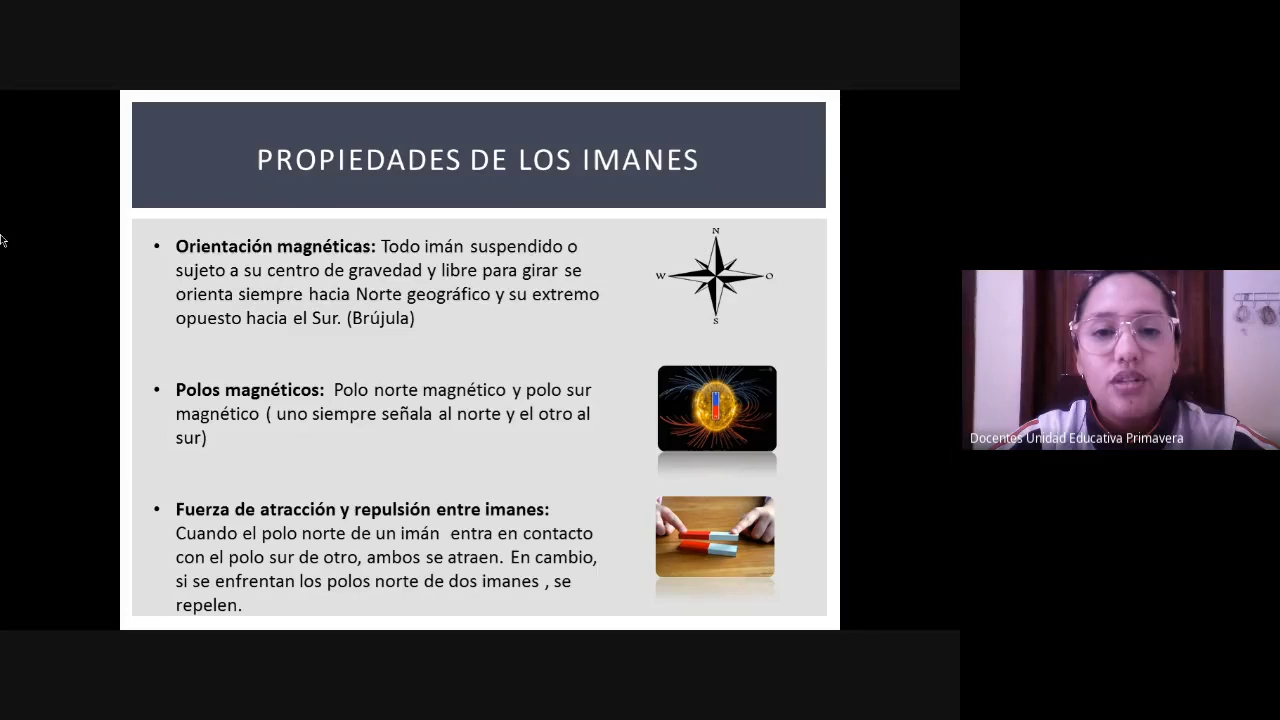 PROPIEDADES DE LOS IMANES
• Orientación magnéticas: Todo imán suspendido o
sujeto a su centro de gravedad y libre para girar se
orienta siempre hacia Norte geográfico y su extremo
opuesto hacia el Sur. (Brújula)
N
W
O
S
• Polos magnéticos: Polo norte magnético y polo sur
magnético ( uno siempre señala al norte y el otro al
sur)
• Fuerza de atracción y repulsión entre imanes:
Cuando el polo norte de un imán entra en contacto
con el polo sur de otro, ambos se atraen. En cambio,
si se enfrentan los polos norte de dos imanes , se
repelen.
Docentes Unidad Educativa Primavera